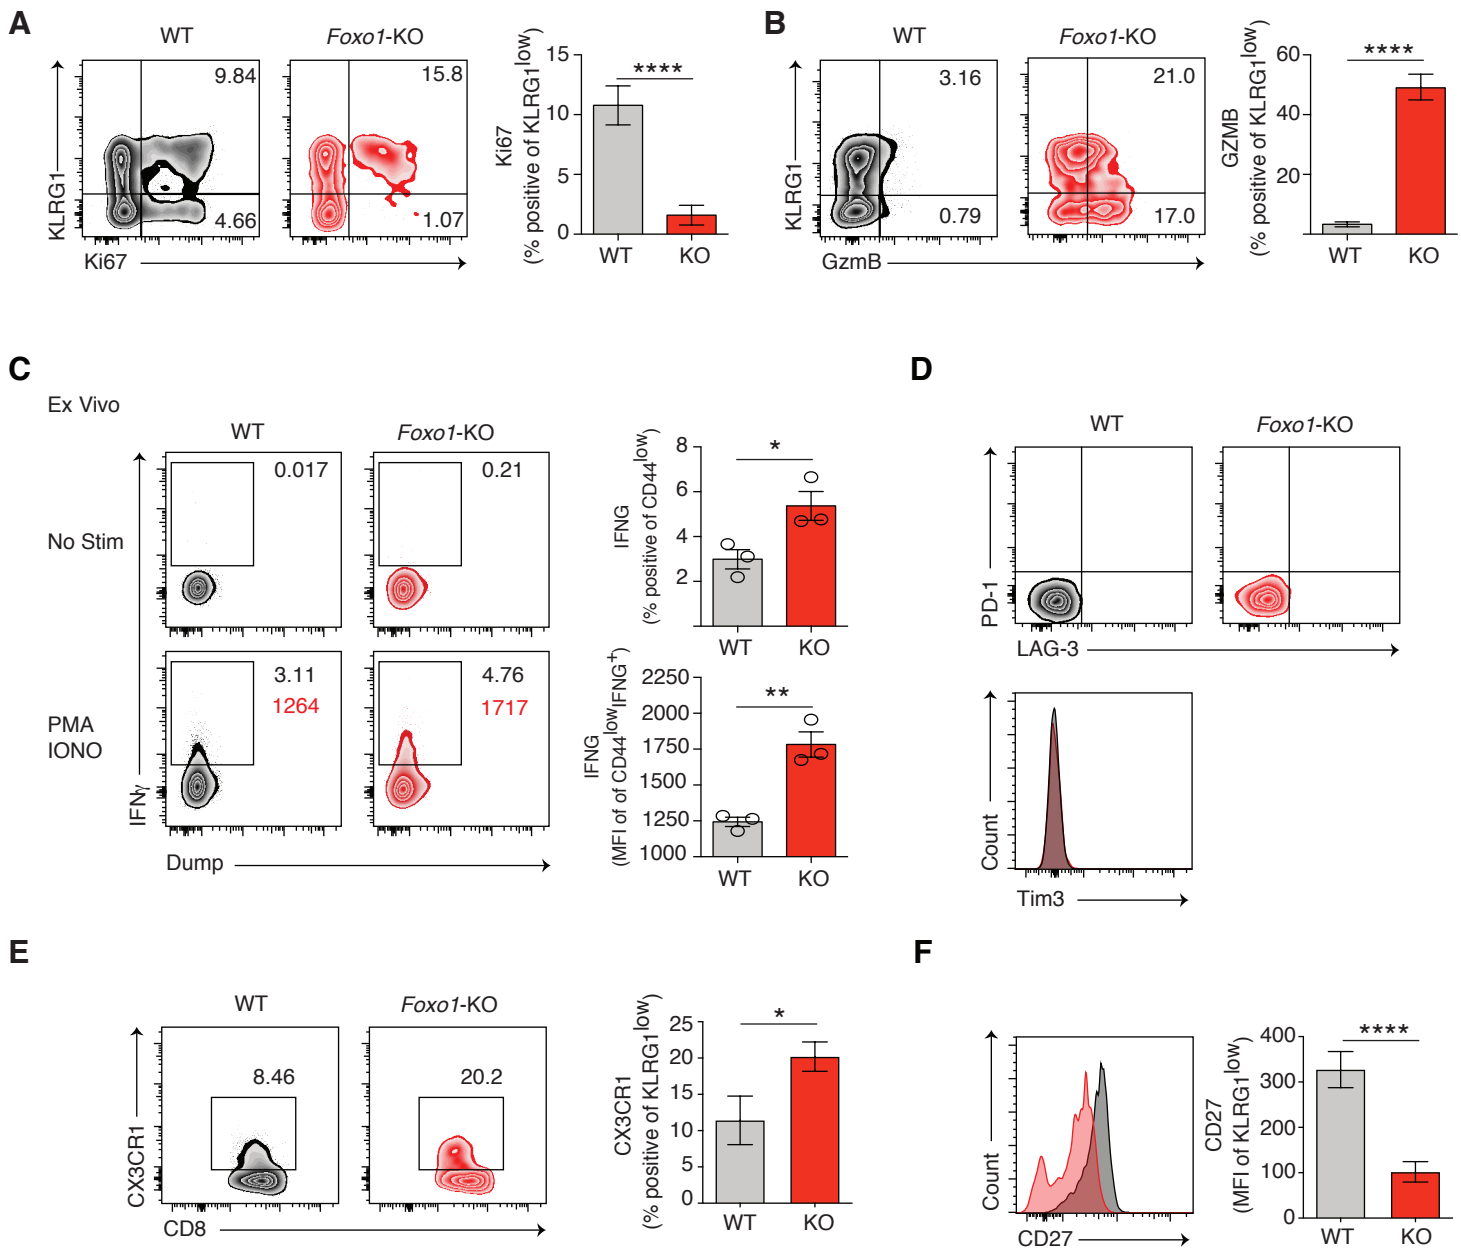 A
WT
Foxo1-KO
KLRG1
9.84
4.66
15.8
1.07
Ki67
Ki67
(% positive of KLRG1low)
15
10
5
0
****
WT KO
B
WT
Foxo1-KO
KLRG1
3.16
0.79
21.0
17.0
GzmB
GZMB
(% positive of KLRG1low)
60
40
20
****
WT KO
C
Ex Vivo
WT
Foxo1-KO
No Stim
0.017
0.21
PMA
IONO
3.11
1264
4.76
1717
IFNγ
Dump
IFNG
(% positive of CD44low)
8
6
4
2
*
WT KO
IFNG
(MFI of of CD44lowIFNG+)
2250
2000
1750
1500
1250
1000
**
WT KO
D
WT
Foxo1-KO
PD-1
LAG-3
Count
Tim3
E
WT
Foxo1-KO
CX3CR1
8.46
20.2
CD8
CX3CR1
(% positive of KLRG1low)
25
20
15
10
5
0
*
WT KO
F
Count
CD27
CD27
(MFI of KLRG1low)
400
300
200
100
0
****
WT KO